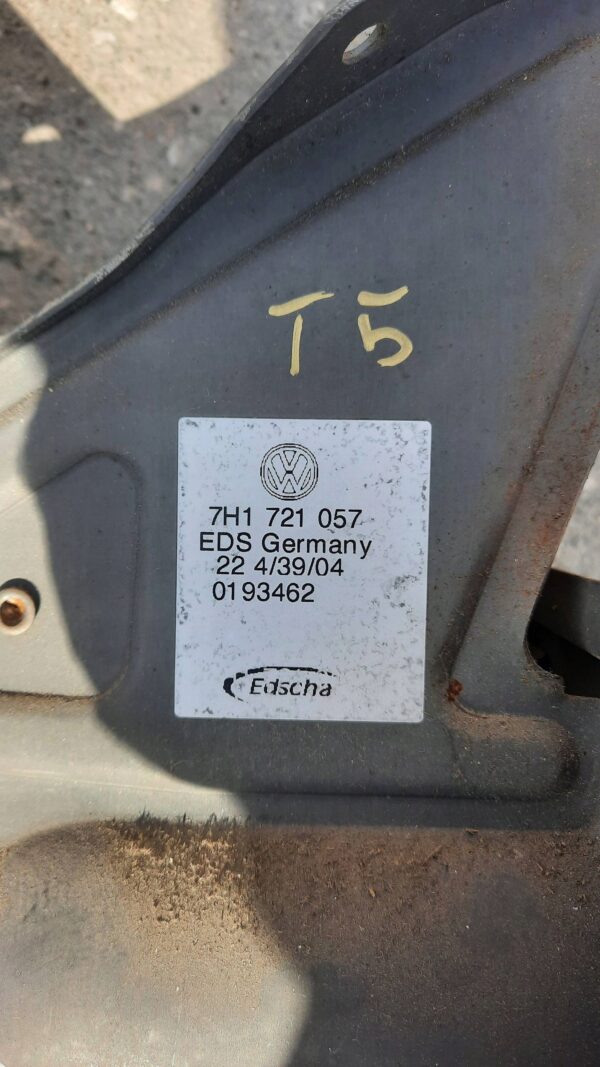 T5
7H1 721 057
EDS Germany
22 4/39/04
0193462
Edscha